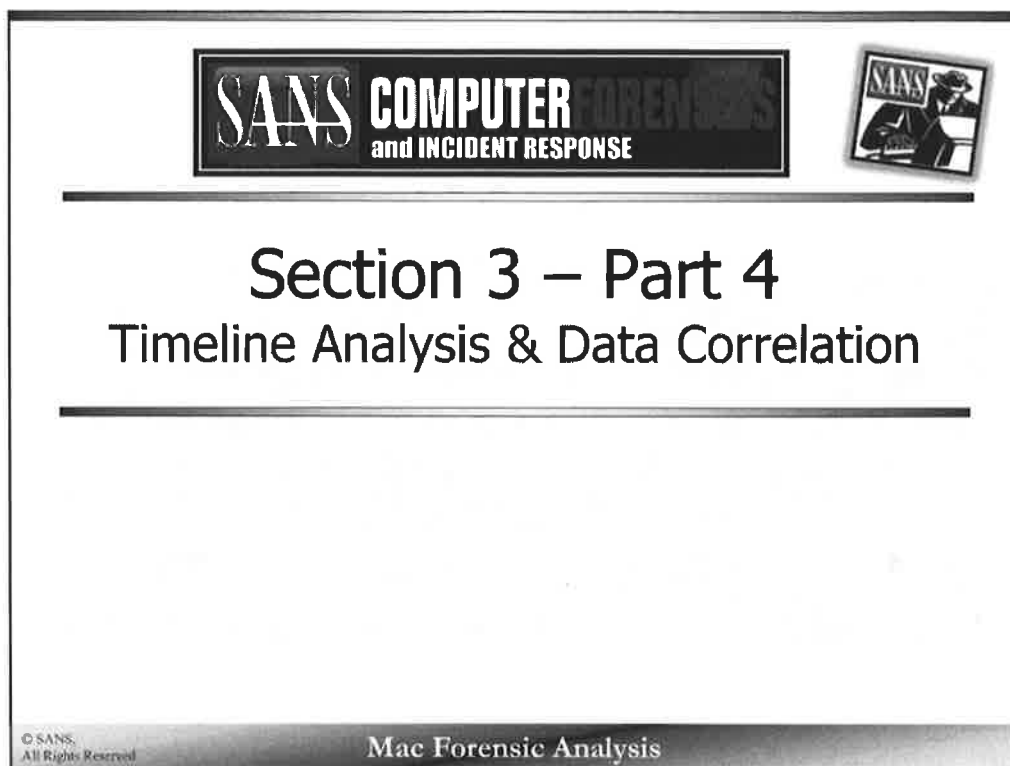 SANS COMPUTER FORENSICS
and INCIDENT RESPONSE
SANS
Section 3 – Part 4
Timeline Analysis & Data Correlation
© SANS,
All Rights Reserved
Mac Forensic Analysis